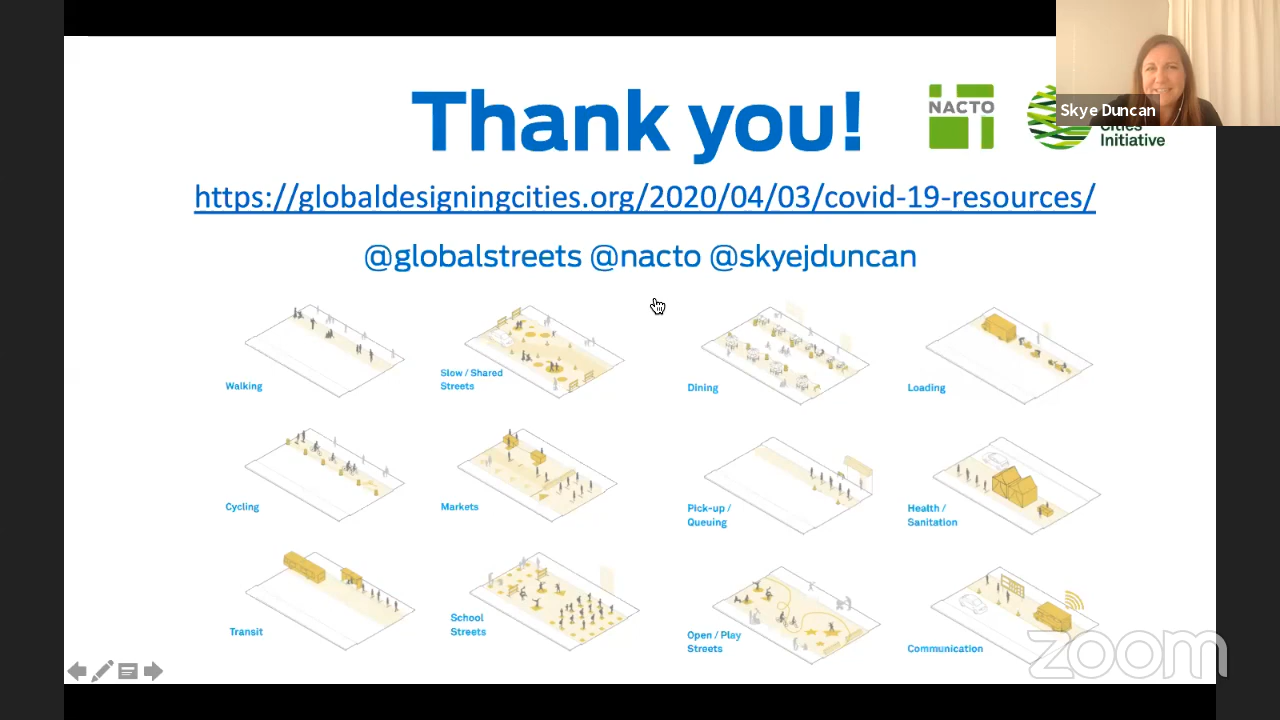 Thank you!
NACTO
Skye Duncan
Cities
Initiative
https://globaldesigningcities.org/2020/04/03/covid-19-resources/
@globalstreets @nacto @skyejduncan
Walking
Slow / Shared
Streets
Dining
Loading
Cycling
Markets
Pick-up /
Queuing
Health /
Sanitation
Transit
School
Streets
Open / Play
Streets
Communication
zoom